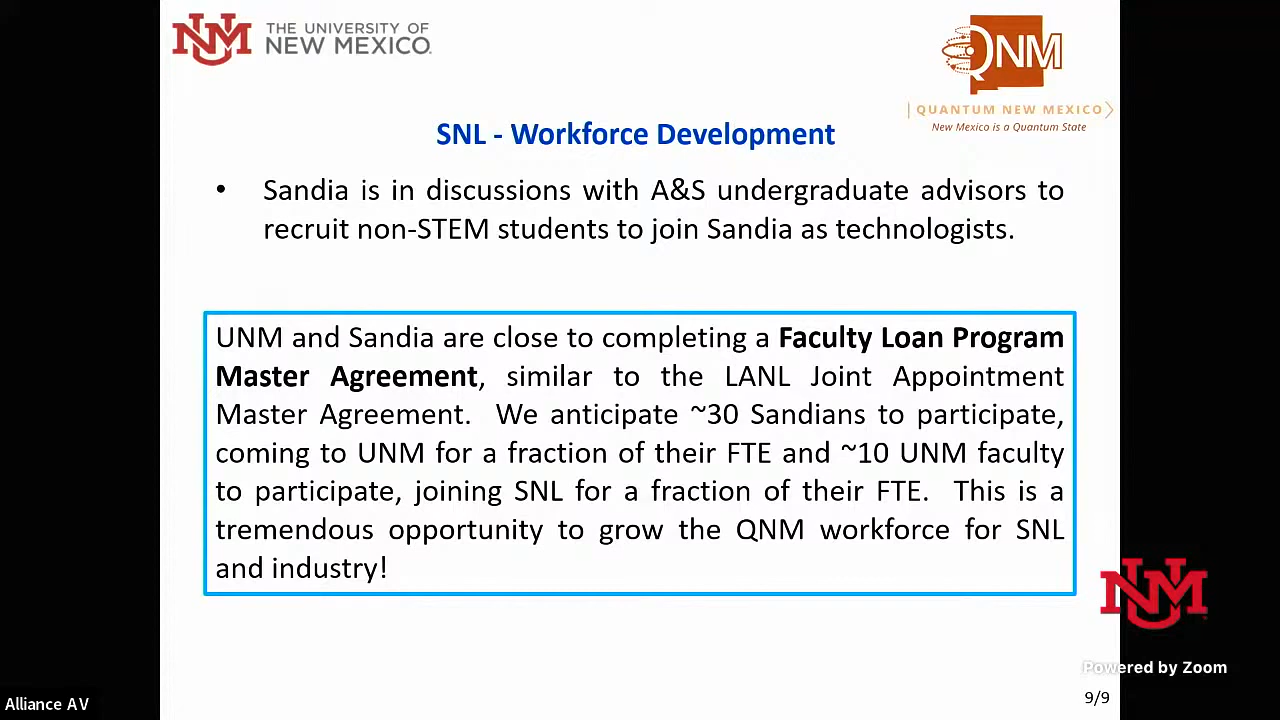 UNM THE UNIVERSITY OF
NEW MEXICO.
QNM
QUANTUM NEW MEXICO
New Mexico is a Quantum State
SNL - Workforce Development
• Sandia is in discussions with A&S undergraduate advisors to
recruit non-STEM students to join Sandia as technologists.
UNM and Sandia are close to completing a Faculty Loan Program
Master Agreement, similar to the LANL Joint Appointment
Master Agreement. We anticipate ~30 Sandians to participate,
coming to UNM for a fraction of their FTE and ~10 UNM faculty
to participate, joining SNL for a fraction of their FTE. This is a
tremendous opportunity to grow the QNM workforce for SNL
and industry!
UNM
Powered by Zoom
9/9
Alliance AV